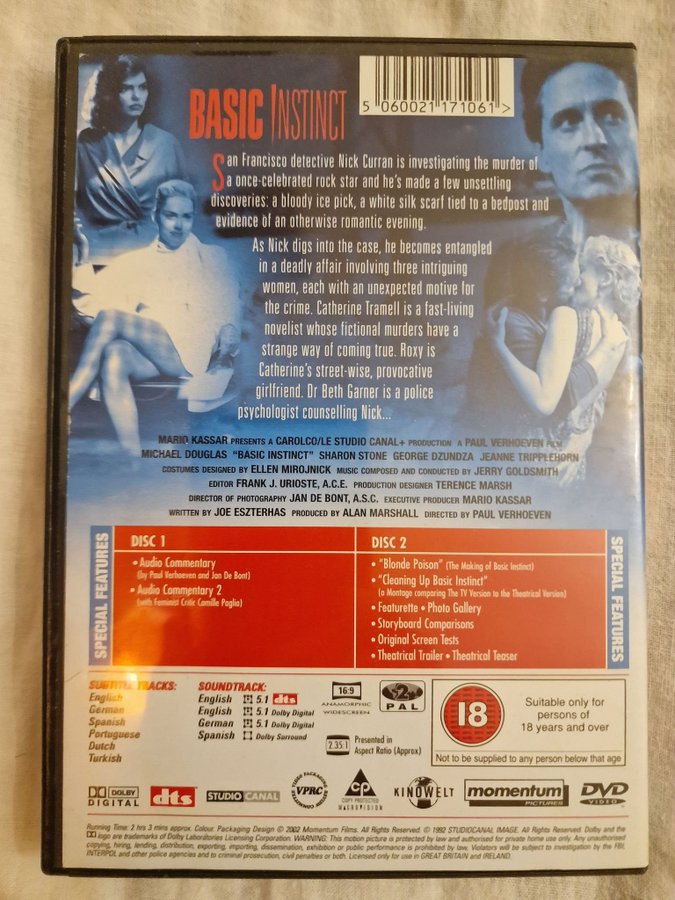 5 060021 171061 >
BASIC INSTINCT
San Francisco detective Nick Curran is investigating the murder of
a once-celebrated rock star and he's made a few unsettling
discoveries: a bloody ice pick, a white silk scarf tied to a bedpost and
evidence of an otherwise romantic evening.
As Nick digs into the case, he becomes entangled
in a deadly affair involving three intriguing
women, each with an unexpected motive for
the crime. Catherine Tramell is a fast-living
novelist whose fictional murders have a
strange way of coming true. Roxy is
Catherine's street-wise, provocative
girlfriend. Dr Beth Garner is a police
psychologist counselling Nick...
MARIO KASSAR PRESENTS A CAROLCO/LE STUDIO CANAL+ PRODUCTION A PAUL VERHOEVEN FILM
MICHAEL DOUGLAS "BASIC INSTINCT" SHARON STONE GEORGE DZUNDZA JEANNE TRIPPLEHORN
COSTUMES DESIGNED BY ELLEN MIROJNICK MUSIC COMPOSED AND CONDUCTED BY JERRY GOLDSMITH
EDITOR FRANK J. URIOSTE, A.C.E. PRODUCTION DESIGNER TERENCE MARSH
DIRECTOR OF PHOTOGRAPHY JAN DE BONT, A.S.C. EXECUTIVE PRODUCER MARIO KASSAR
WRITTEN BY JOE ESZTERHAS PRODUCED BY ALAN MARSHALL DIRECTED BY PAUL VERHOEVEN
SPECIAL FEATURES
DISC 1
• Audio Commentary
(by Paul Verhoeven and Jan De Bont)
• Audio Commentary 2
(with Feminist Critic Camille Paglia)
DISC 2
• "Blonde Poison" (The Making of Basic Instinct)
• "Cleaning Up Basic Instinct"
(a Montage comparing The TV Version to the Theatrical Version)
• Featurette • Photo Gallery
• Storyboard Comparisons
• Original Screen Tests
• Theatrical Trailer • Theatrical Teaser
SPECIAL FEATURES
SUBTITLE TRACKS:
English
German
Spanish
Portuguese
Dutch
Turkish
SOUNDTRACK:
English 5.1 dts
English 5.1 Dolby Digital
German 5.1 Dolby Digital
Spanish Dolby Surround
16:9
ANAMORPHIC
WIDESCREEN
2
PAL
2.35:1
Presented in
Aspect Ratio (Approx)
18
Suitable only for
persons of
18 years and over
Not to be supplied to any person below that age
DOLBY
DIGITAL
dts
STUDIO CANAL
VPRC
CP
COPY PROTECTED
MACROVISION
KINOWELT
momentum
PICTURES
DVD
VIDEO
Running Time: 2 hrs 3 mins approx. Colour. Packaging Design © 2002 Momentum Films. All Rights Reserved. © 1992 STUDIOCANAL IMAGE. All Rights Reserved. Dolby and the
logo are trademarks of Dolby Laboratories Licensing Corporation. WARNING: This motion picture is protected by law and authorised for private home use only. Any unauthorised
copying, hiring, lending, distribution, exporting, importing, dissemination, exhibition or public performance is prohibited by law. Violators will be subject to investigation by the FBI,
INTERPOL and other police agencies and to criminal prosecution, civil penalties or both. Licensed only for use in GREAT BRITAIN and IRELAND.